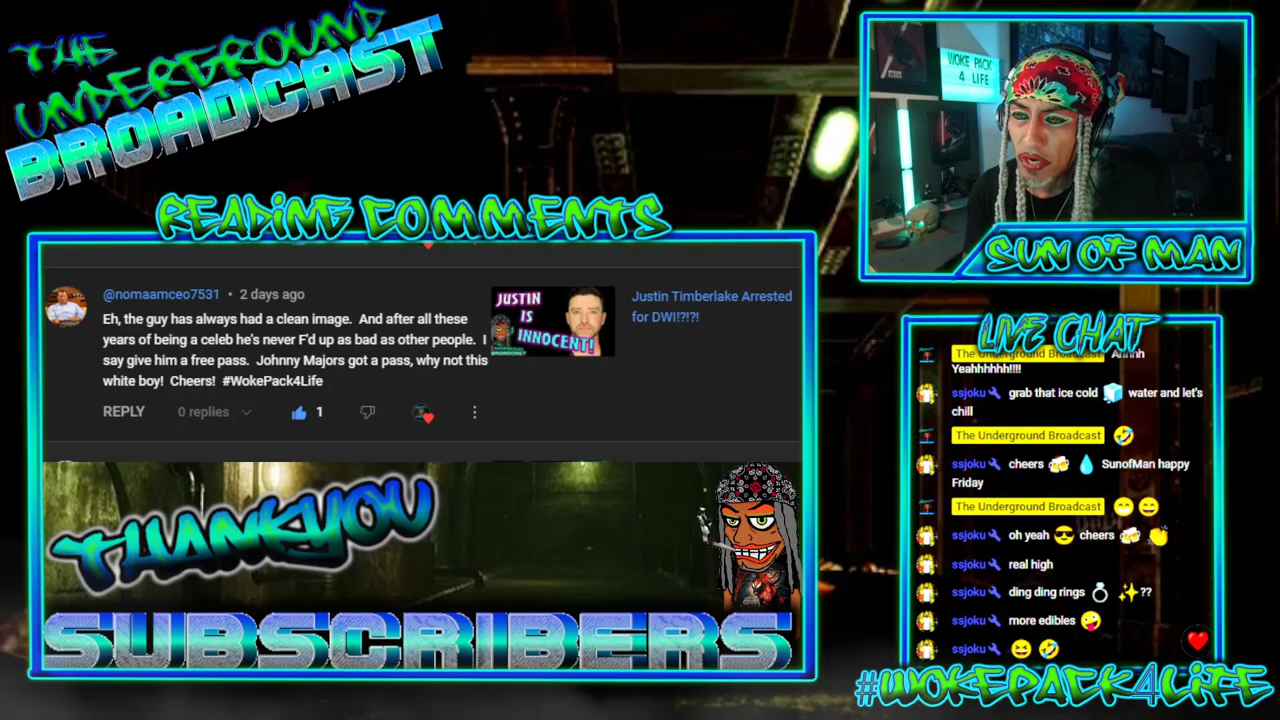 THE
UNDERGROUND
BROADCAST
READING COMMENTS
@nomaamceo7531 • 2 days ago
Eh, the guy has always had a clean image. And after all these
years of being a celeb he's never F'd up as bad as other people. I
say give him a free pass. Johnny Majors got a pass, why not this
white boy! Cheers! #WokePack4Life
REPLY 0 replies 1
JUSTIN
IS
INNOCENT!
Justin Timberlake Arrested
for DWI!?!?!
THANKYOU
SUBSCRIBERS
WOKE PACK
4 LIFE
SUN OF MAN
LIVE CHAT
The Underground Broadcast Ahhhh
Yeahhhhhh!!!!
ssjoku grab that ice cold 🧊 water and let's
chill
The Underground Broadcast 🤣
ssjoku cheers 🍻 💧 SunofMan happy
Friday
The Underground Broadcast 😁 😄
ssjoku oh yeah 😎 cheers 🍻 👏
ssjoku real high
ssjoku ding ding rings 💍 ✨??
ssjoku more edibles 🤪
ssjoku 😆 🤣
#WOKEPACK4LIFE